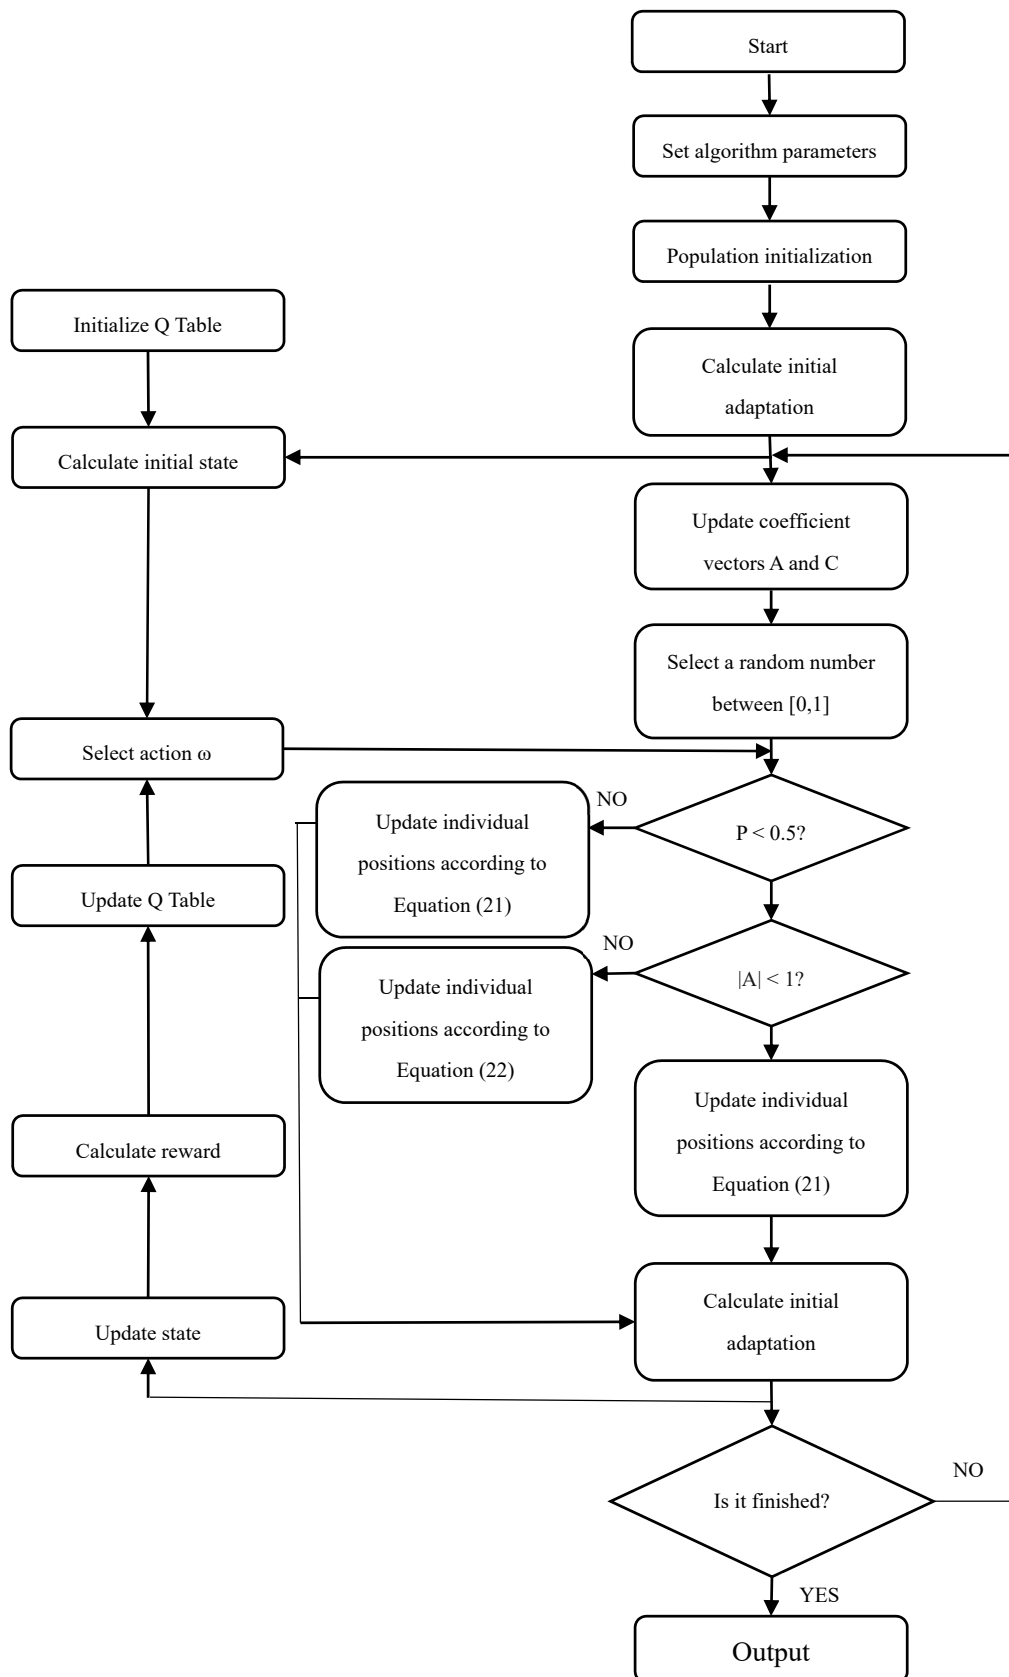 Start
Set algorithm parameters
Population initialization
Initialize Q Table
Calculate initial
adaptation
Calculate initial state
Update coefficient
vectors A and C
Select a random number
between [0,1]
Select action ω
NO
Update individual
positions according to
Equation (21)
P < 0.5?
Update Q Table
NO
Update individual
positions according to
Equation (22)
|A| < 1?
Update individual
positions according to
Equation (21)
Calculate reward
Calculate initial
adaptation
Update state
Is it finished?
NO
YES
Output